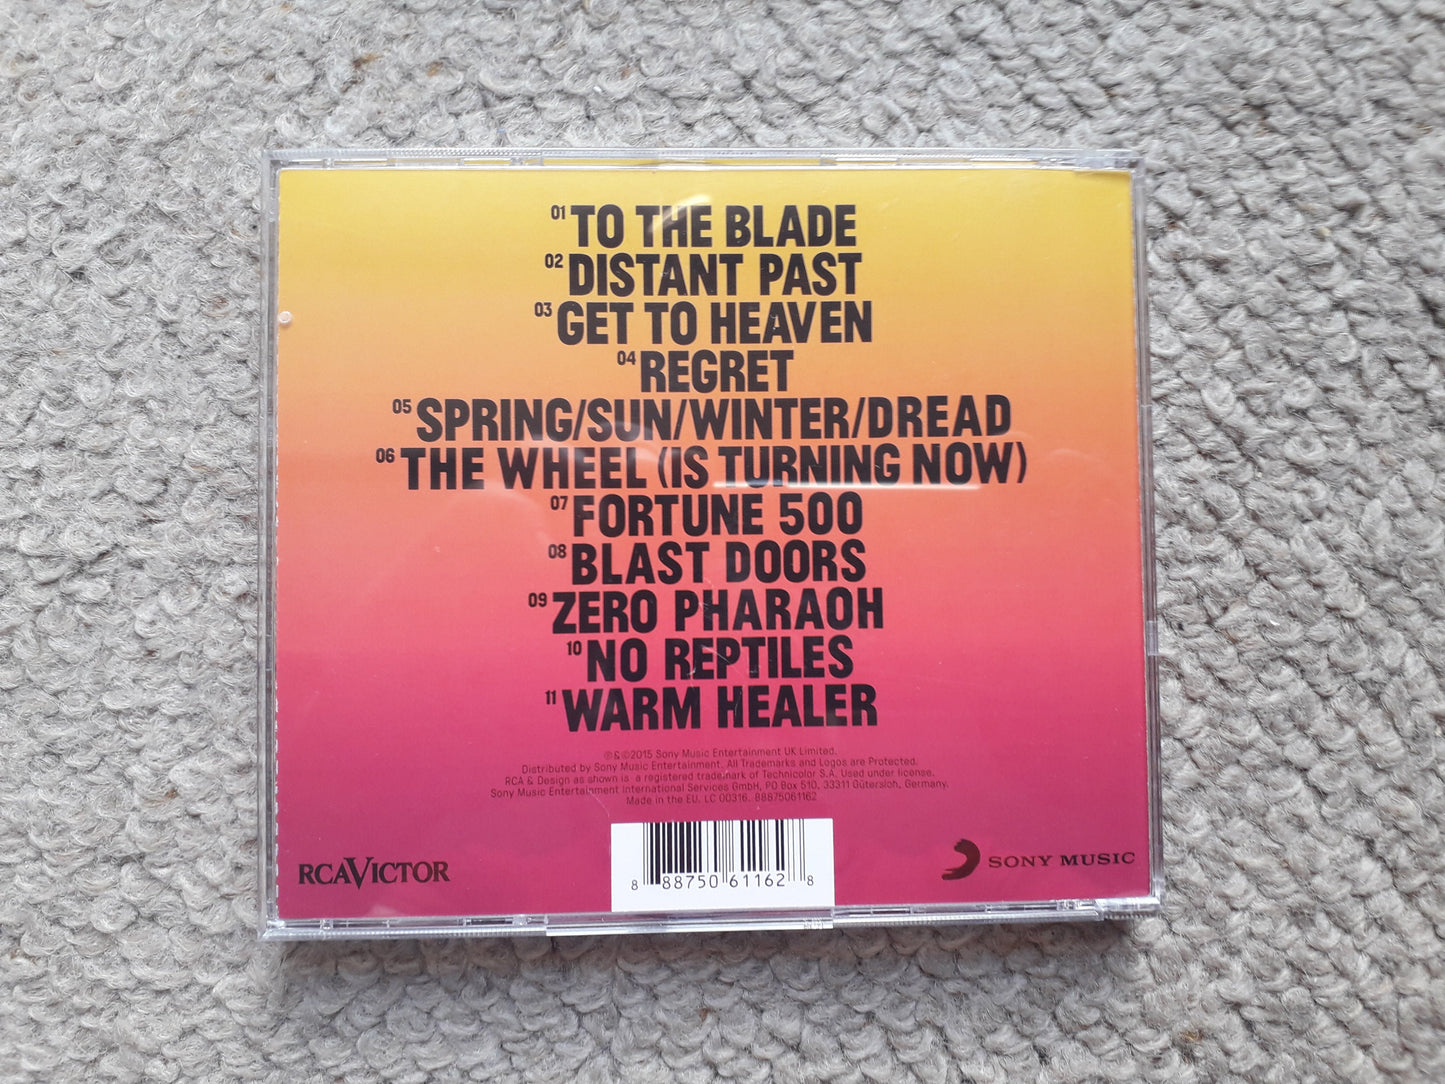 01 TO THE BLADE
02 DISTANT PAST
03 GET TO HEAVEN
04 REGRET
05 SPRING/SUN/WINTER/DREAD
06 THE WHEEL (IS TURNING NOW)
07 FORTUNE 500
08 BLAST DOORS
09 ZERO PHARAOH
10 NO REPTILES
11 WARM HEALER
℗&©2015 Sony Music Entertainment UK Limited.
Distributed by Sony Music Entertainment. All Trademarks and Logos are Protected.
RCA & Design as shown is a registered trademark of Technicolor S.A. Used under license.
Sony Music Entertainment International Services GmbH, PO Box 510, 33311 Gütersloh, Germany.
Made in the EU. LC 00316. 88875061162
RCAVICTOR
8 88750 61162 8
SONY MUSIC